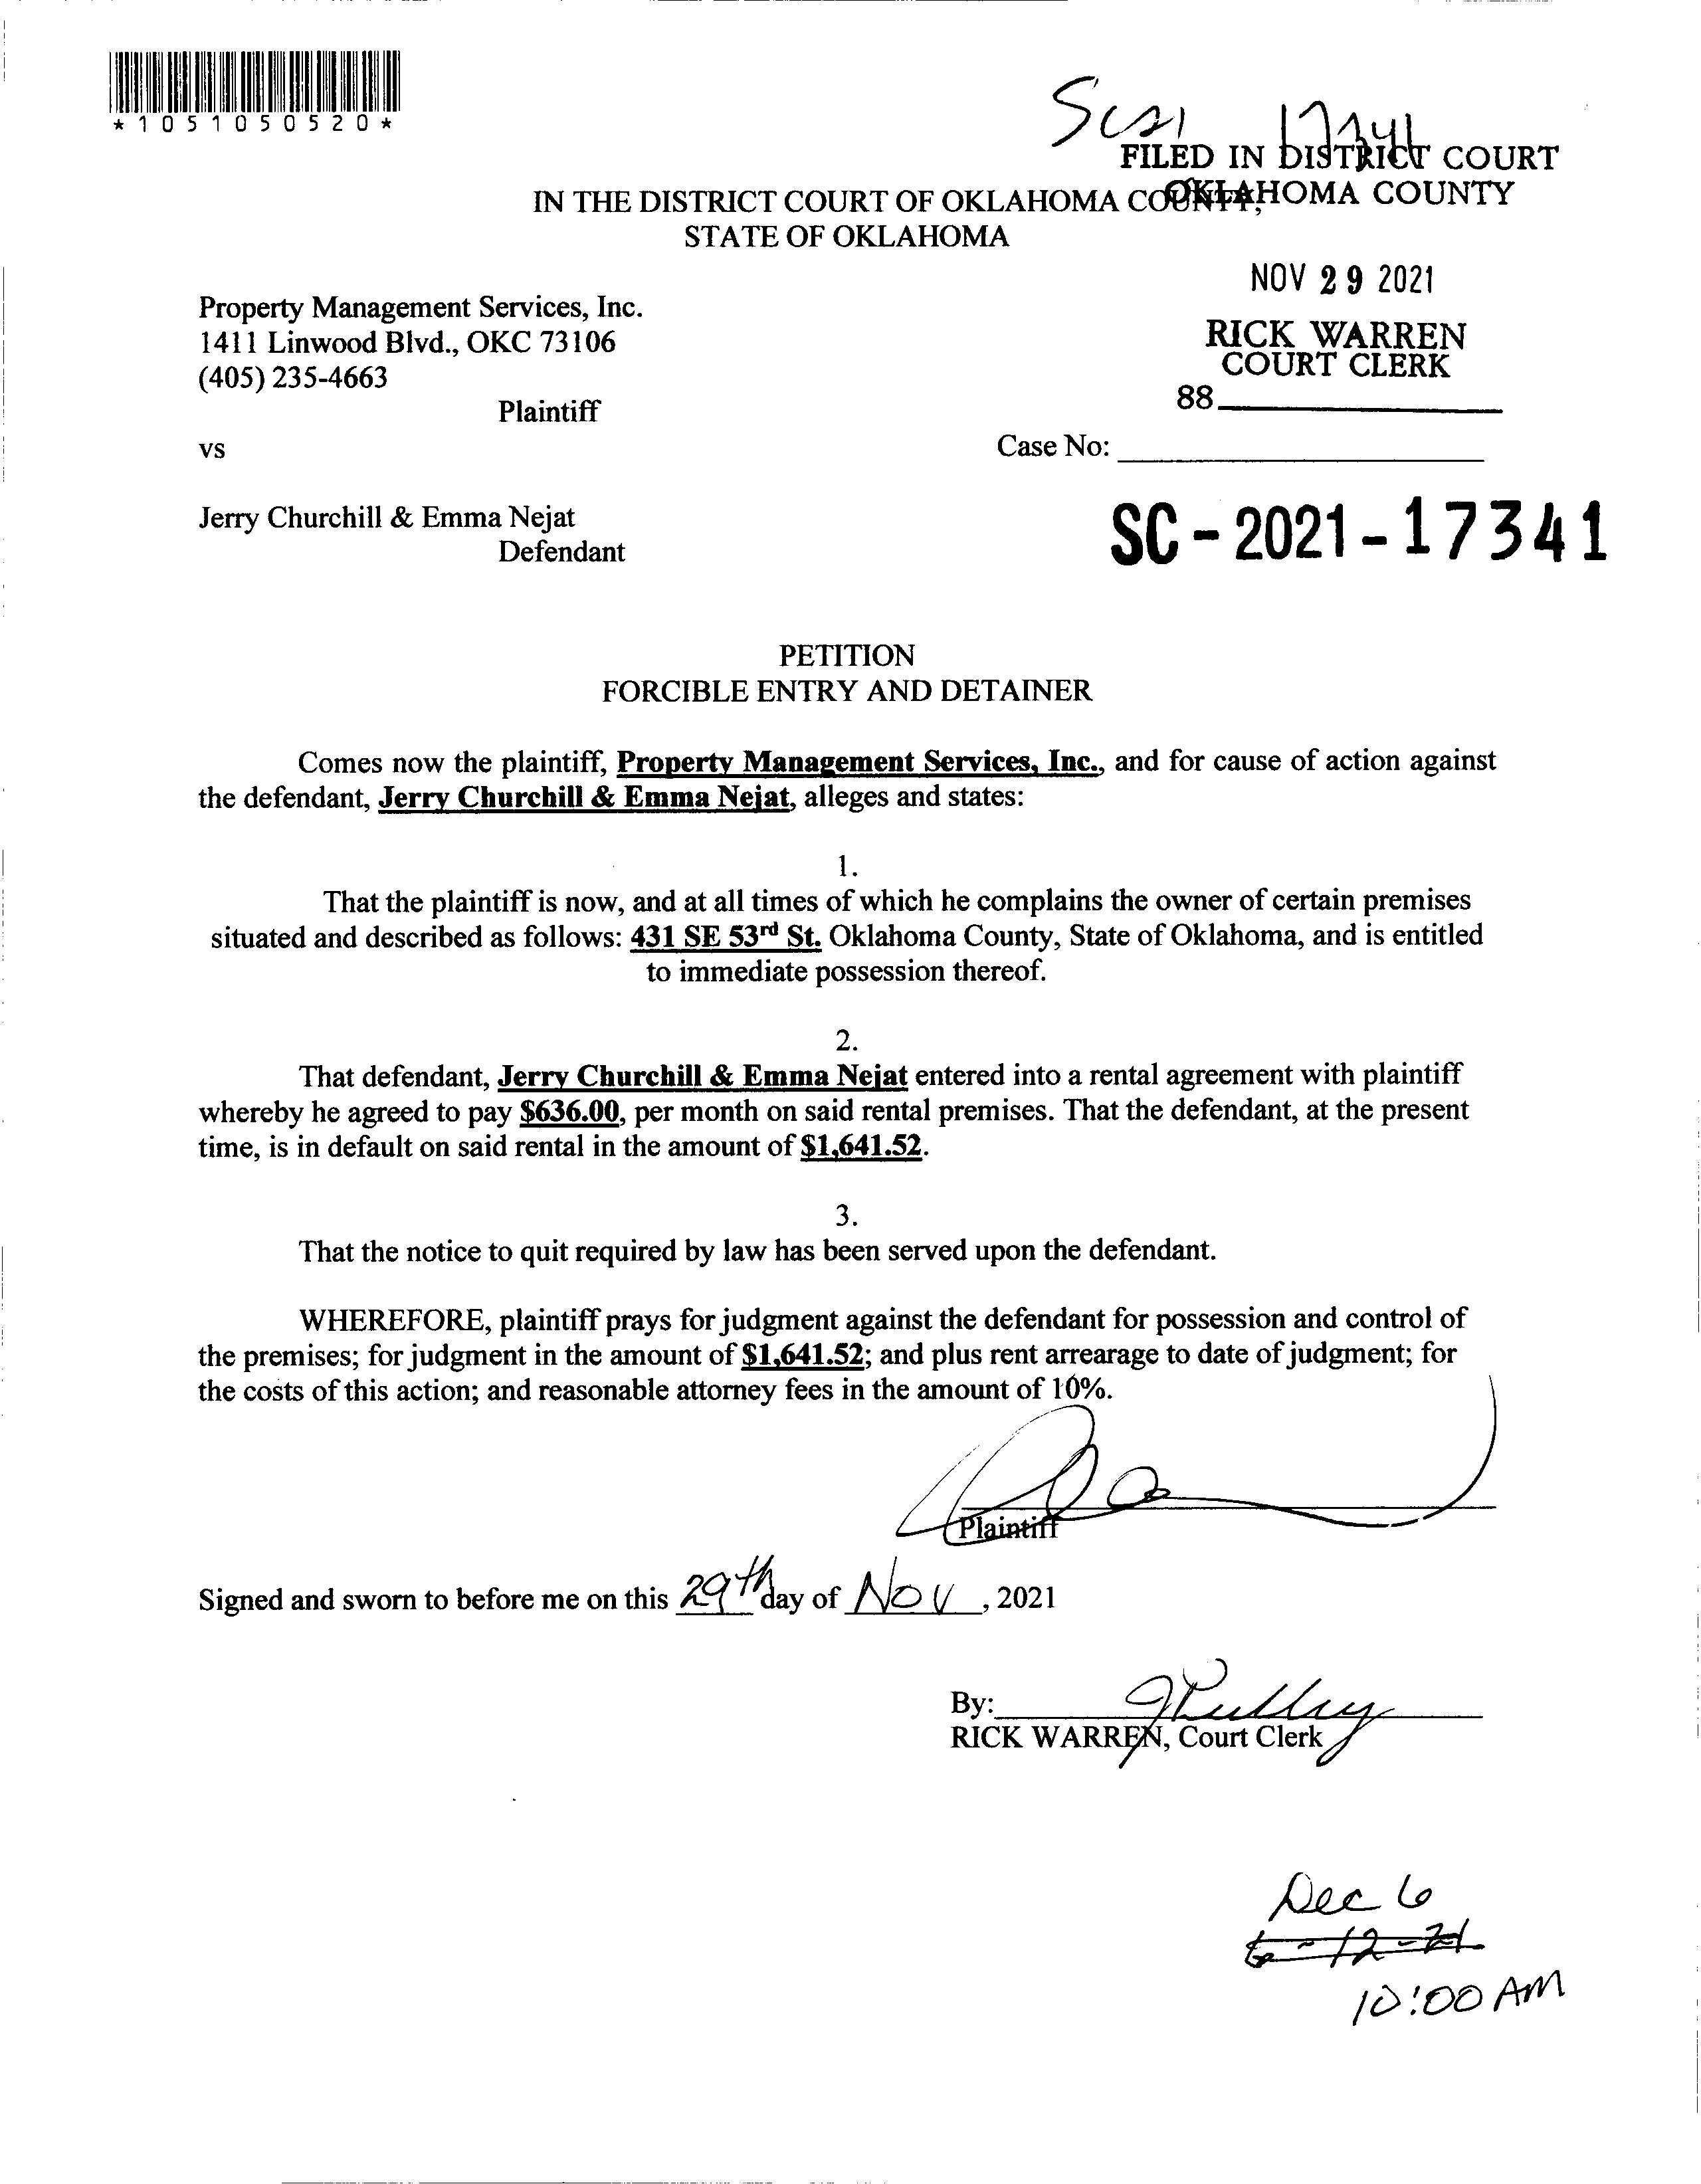 *1051050520*
FILED IN DISTRICT COURT
OKLAHOMA COUNTY
IN THE DISTRICT COURT OF OKLAHOMA COUNTY,
STATE OF OKLAHOMA
NOV 29 2021
RICK WARREN
COURT CLERK
88
Property Management Services, Inc.
1411 Linwood Blvd., OKC 73106
(405) 235-4663
Plaintiff
vs
Case No:
Jerry Churchill & Emma Nejat
Defendant
SC-2021-17341
PETITION
FORCIBLE ENTRY AND DETAINER
Comes now the plaintiff, Property Management Services, Inc., and for cause of action against
the defendant, Jerry Churchill & Emma Nejat, alleges and states:
1.
That the plaintiff is now, and at all times of which he complains the owner of certain premises
situated and described as follows: 431 SE 53rd St. Oklahoma County, State of Oklahoma, and is entitled
to immediate possession thereof.
2.
That defendant, Jerry Churchill & Emma Nejat entered into a rental agreement with plaintiff
whereby he agreed to pay $636.00, per month on said rental premises. That the defendant, at the present
time, is in default on said rental in the amount of $1,641.52.
3.
That the notice to quit required by law has been served upon the defendant.
WHEREFORE, plaintiff prays for judgment against the defendant for possession and control of
the premises; for judgment in the amount of $1,641.52; and plus rent arrearage to date of judgment; for
the costs of this action; and reasonable attorney fees in the amount of 10%.
Plaintiff
Signed and sworn to before me on this 29th day of Nov, 2021
By:
RICK WARREN, Court Clerk
Dec 6
6-12-21
10:00 AM